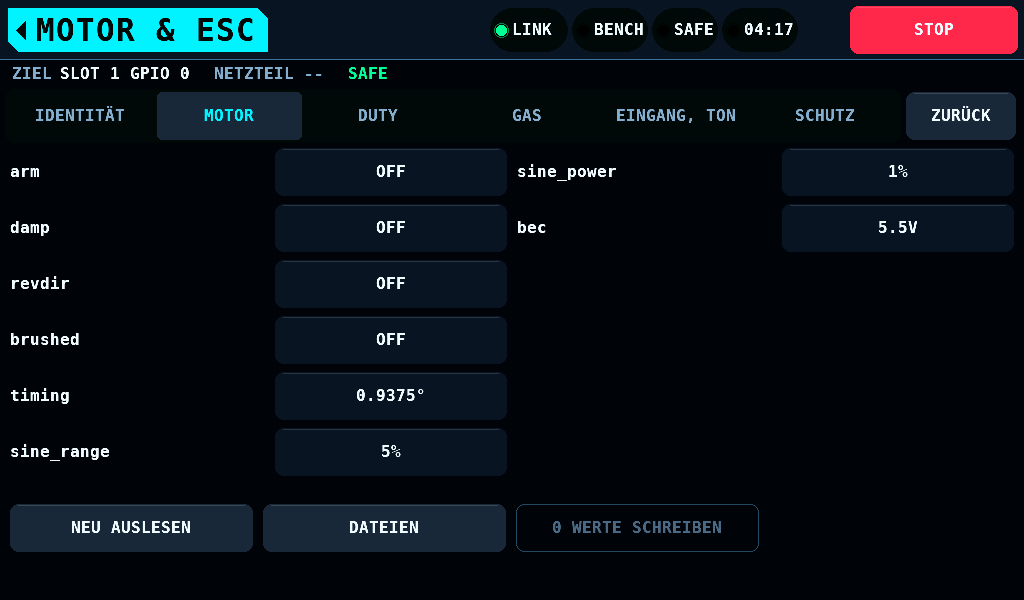 MOTOR & ESC LINK BENCH SAFE 04:17 STOP
ZIEL SLOT 1 GPIO 0 NETZTEIL -- SAFE
IDENTITÄT MOTOR DUTY GAS EINGANG, TON SCHUTZ ZURÜCK
arm OFF sine_power 1%
damp OFF bec 5.5V
revdir OFF
brushed OFF
timing 0.9375°
sine_range 5%
NEU AUSLESEN DATEIEN 0 WERTE SCHREIBEN